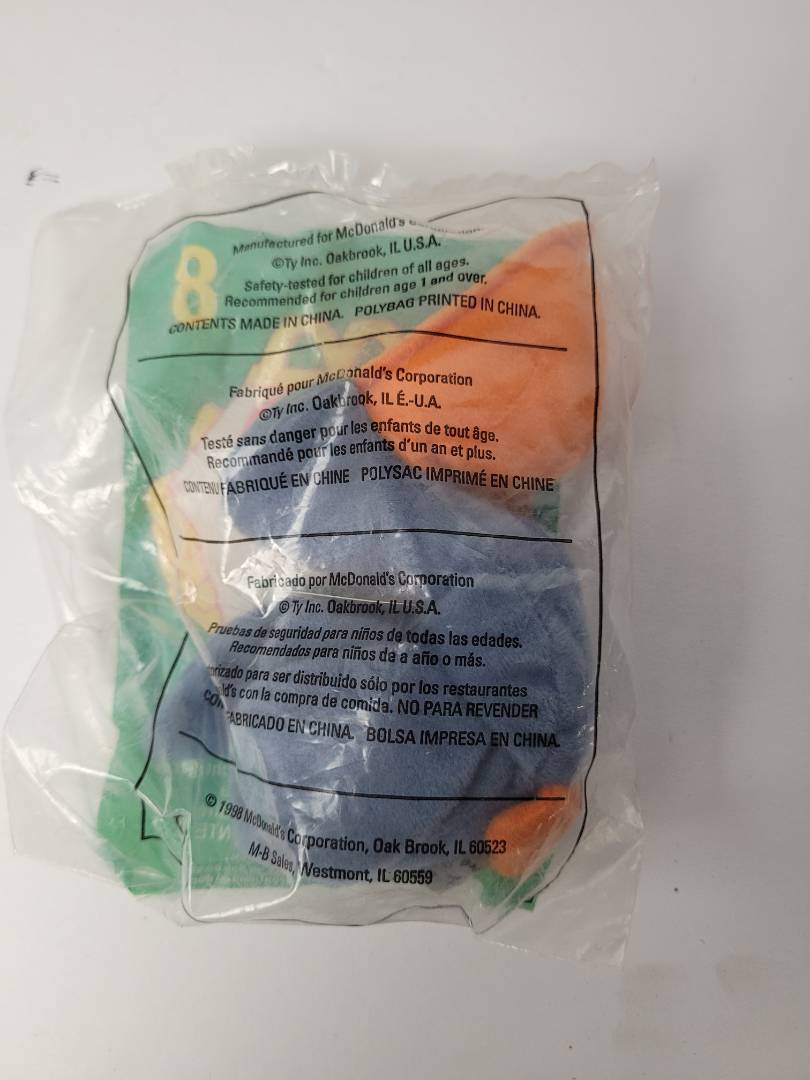 8
Manufactured for McDonald's
©Ty Inc. Oakbrook, IL U.S.A.
Safety-tested for children of all ages.
Recommended for children age 1 and over.
CONTENTS MADE IN CHINA. POLYBAG PRINTED IN CHINA.
Fabriqué pour McDonald's Corporation
©Ty Inc. Oakbrook, IL É.-U.A.
Testé sans danger pour les enfants de tout âge.
Recommandé pour les enfants d'un an et plus.
CONTENU FABRIQUÉ EN CHINE POLYSAC IMPRIMÉ EN CHINE
Fabricado por McDonald's Corporation
© Ty Inc. Oakbrook, IL U.S.A.
Pruebas de seguridad para niños de todas las edades.
Recomendados para niños de a año o más.
para ser distribuido sólo por los restaurantes
con la compra de comida. NO PARA REVENDER
FABRICADO EN CHINA. BOLSA IMPRESA EN CHINA.
© 1998 McDonald's Corporation, Oak Brook, IL 60523
M-B Sales, Westmont, IL 60559